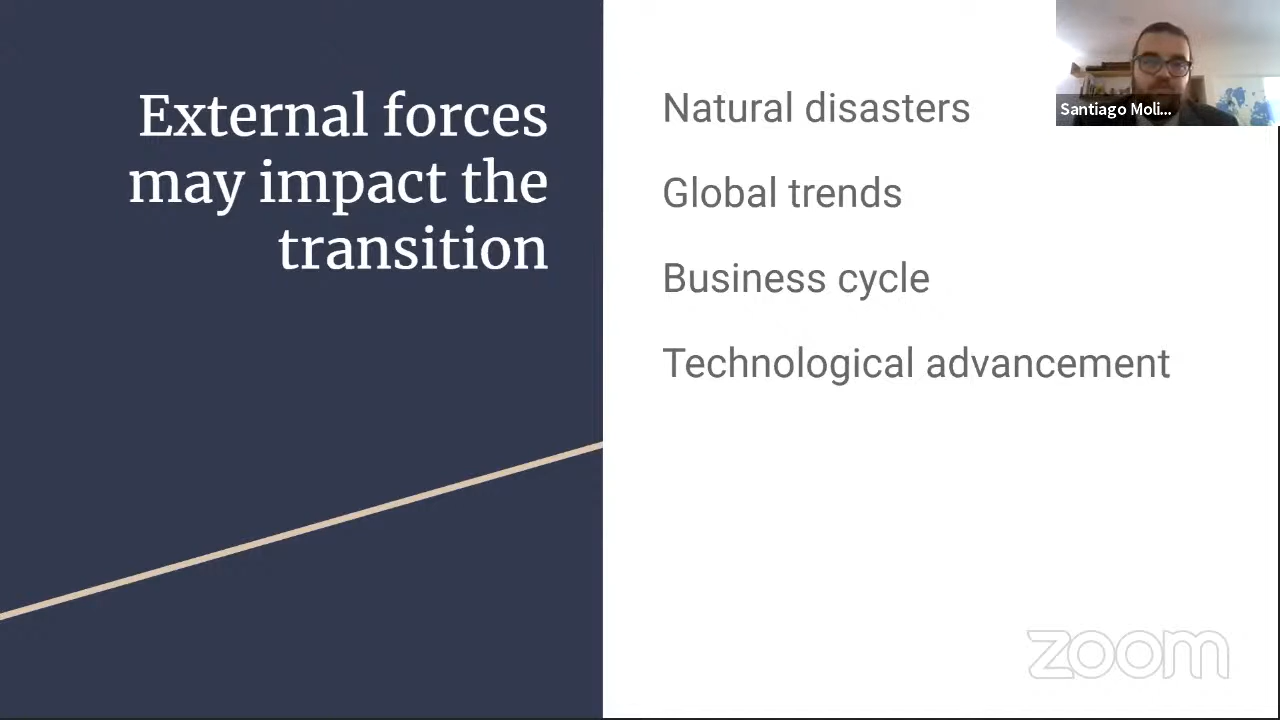 External forces
may impact the
transition
Natural disasters
Global trends
Business cycle
Technological advancement
Santiago Moli...
zoom